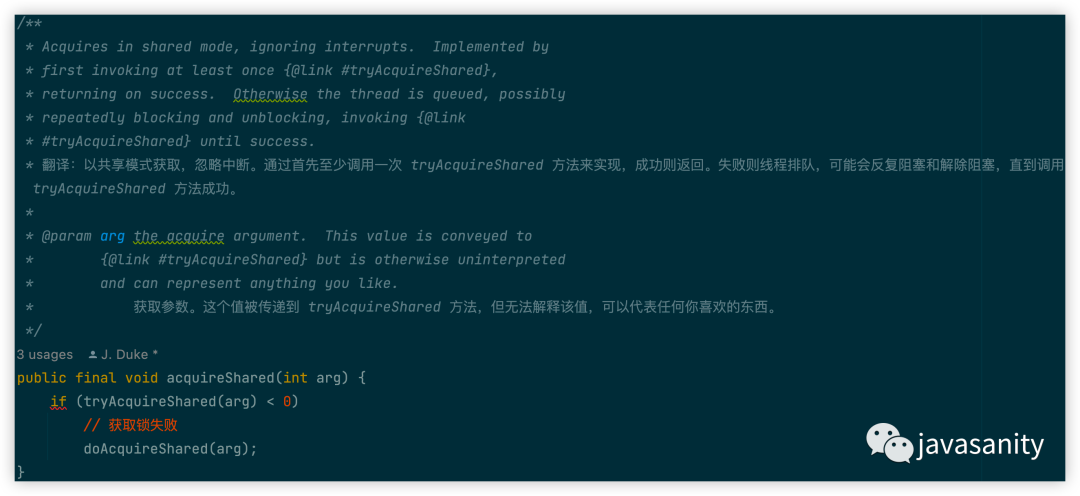 /**
 * Acquires in shared mode, ignoring interrupts.  Implemented by
 * first invoking at least once {@link #tryAcquireShared},
 * returning on success.  Otherwise the thread is queued, possibly
 * repeatedly blocking and unblocking, invoking {@link
 * #tryAcquireShared} until success.
 * 翻译：以共享模式获取，忽略中断。通过首先至少调用一次 tryAcquireShared 方法来实现，成功则返回。失败则线程排队，可能会反复阻塞和解除阻塞，直到调用
 tryAcquireShared 方法成功。
 *
 * @param arg the acquire argument.  This value is conveyed to
 *        {@link #tryAcquireShared} but is otherwise uninterpreted
 *        and can represent anything you like.
 *            获取参数。这个值被传递到 tryAcquireShared 方法，但无法解释该值，可以代表任何你喜欢的东西。
 */
3 usages  J. Duke *
public final void acquireShared(int arg) {
    if (tryAcquireShared(arg) < 0)
        // 获取锁失败
        doAcquireShared(arg);
}
javasanity